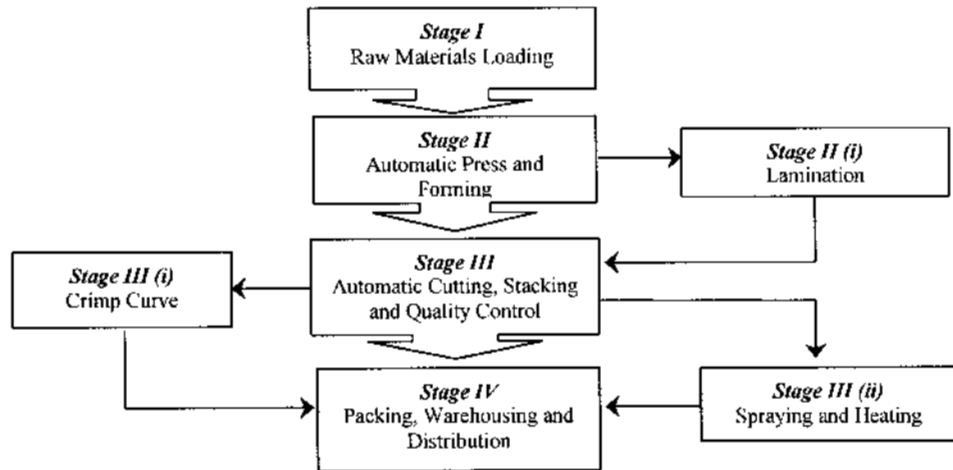 Stage I
Raw Materials Loading
Stage II
Automatic Press and
Forming
Stage II (i)
Lamination
Stage III
Automatic Cutting, Stacking
and Quality Control
Stage III (i)
Crimp Curve
Stage IV
Packing, Warehousing and
Distribution
Stage III (ii)
Spraying and Heating